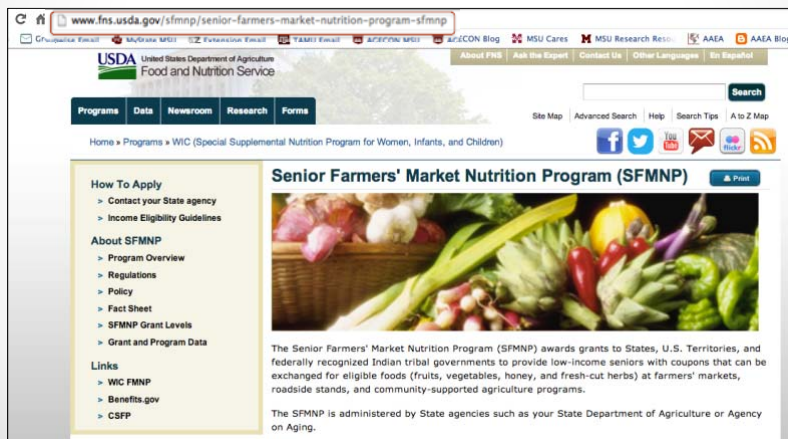 www.fns.usda.gov/sfmnp/senior-farmers-market-nutrition-program-sfmnp
Groupwise Email MyState MSU Extension Email TAMU Email AGECON MSU AGECON Blog MSU Cares MSU Research Reso AAEA AAEA Blog
USDA United States Department of Agriculture
Food and Nutrition Service
About FNS Ask the Expert Contact Us Other Languages En Español
Search
Programs Data Newsroom Research Forms
Site Map Advanced Search Help Search Tips A to Z Map
Home » Programs » WIC (Special Supplemental Nutrition Program for Women, Infants, and Children)
You Tube
flickr
How To Apply
> Contact your State agency
> Income Eligibility Guidelines
About SFMNP
> Program Overview
> Regulations
> Policy
> Fact Sheet
> SFMNP Grant Levels
> Grant and Program Data
Links
> WIC FMNP
> Benefits.gov
> CSFP
Senior Farmers' Market Nutrition Program (SFMNP)
Print
The Senior Farmers' Market Nutrition Program (SFMNP) awards grants to States, U.S. Territories, and
federally recognized Indian tribal governments to provide low-income seniors with coupons that can be
exchanged for eligible foods (fruits, vegetables, honey, and fresh-cut herbs) at farmers' markets,
roadside stands, and community-supported agriculture programs.
The SFMNP is administered by State agencies such as your State Department of Agriculture or Agency
on Aging.